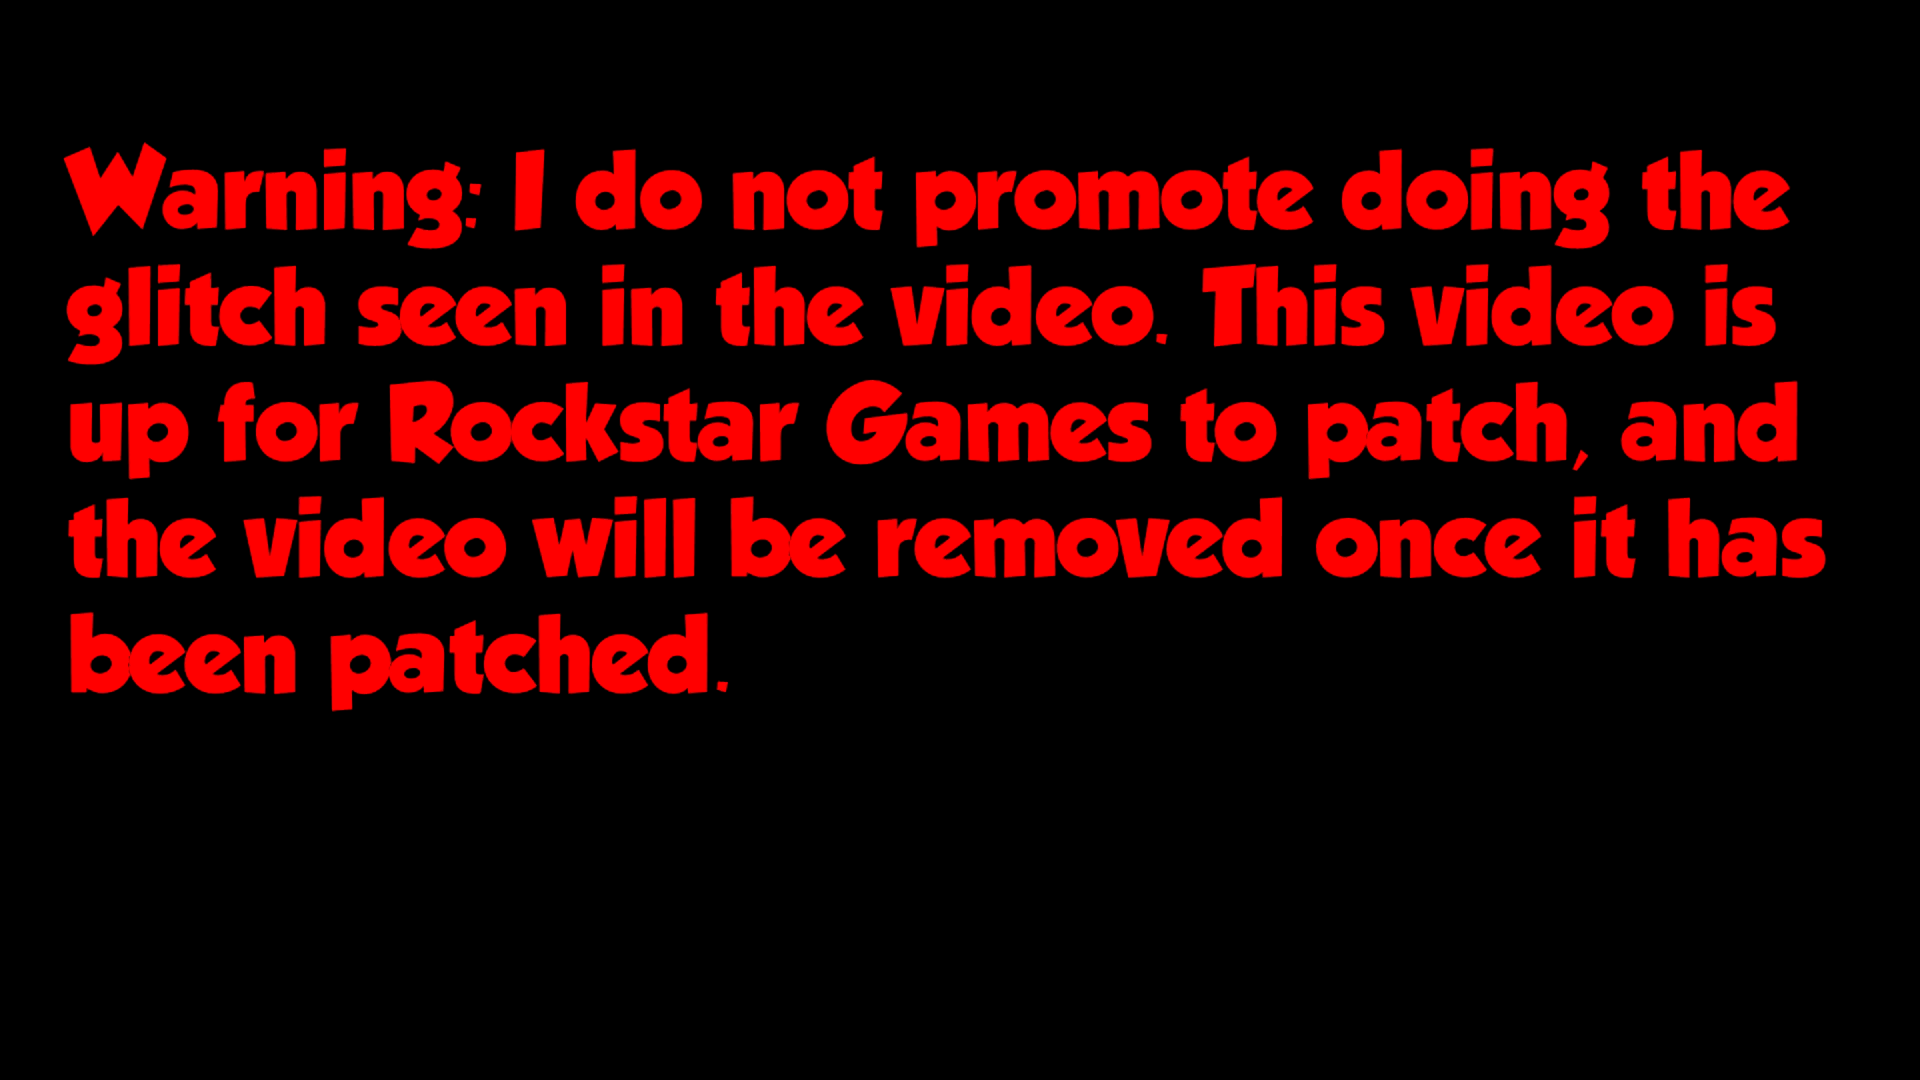 Warning: I do not promote doing the
glitch seen in the video. This video is
up for Rockstar Games to patch, and
the video will be removed once it has
been patched.